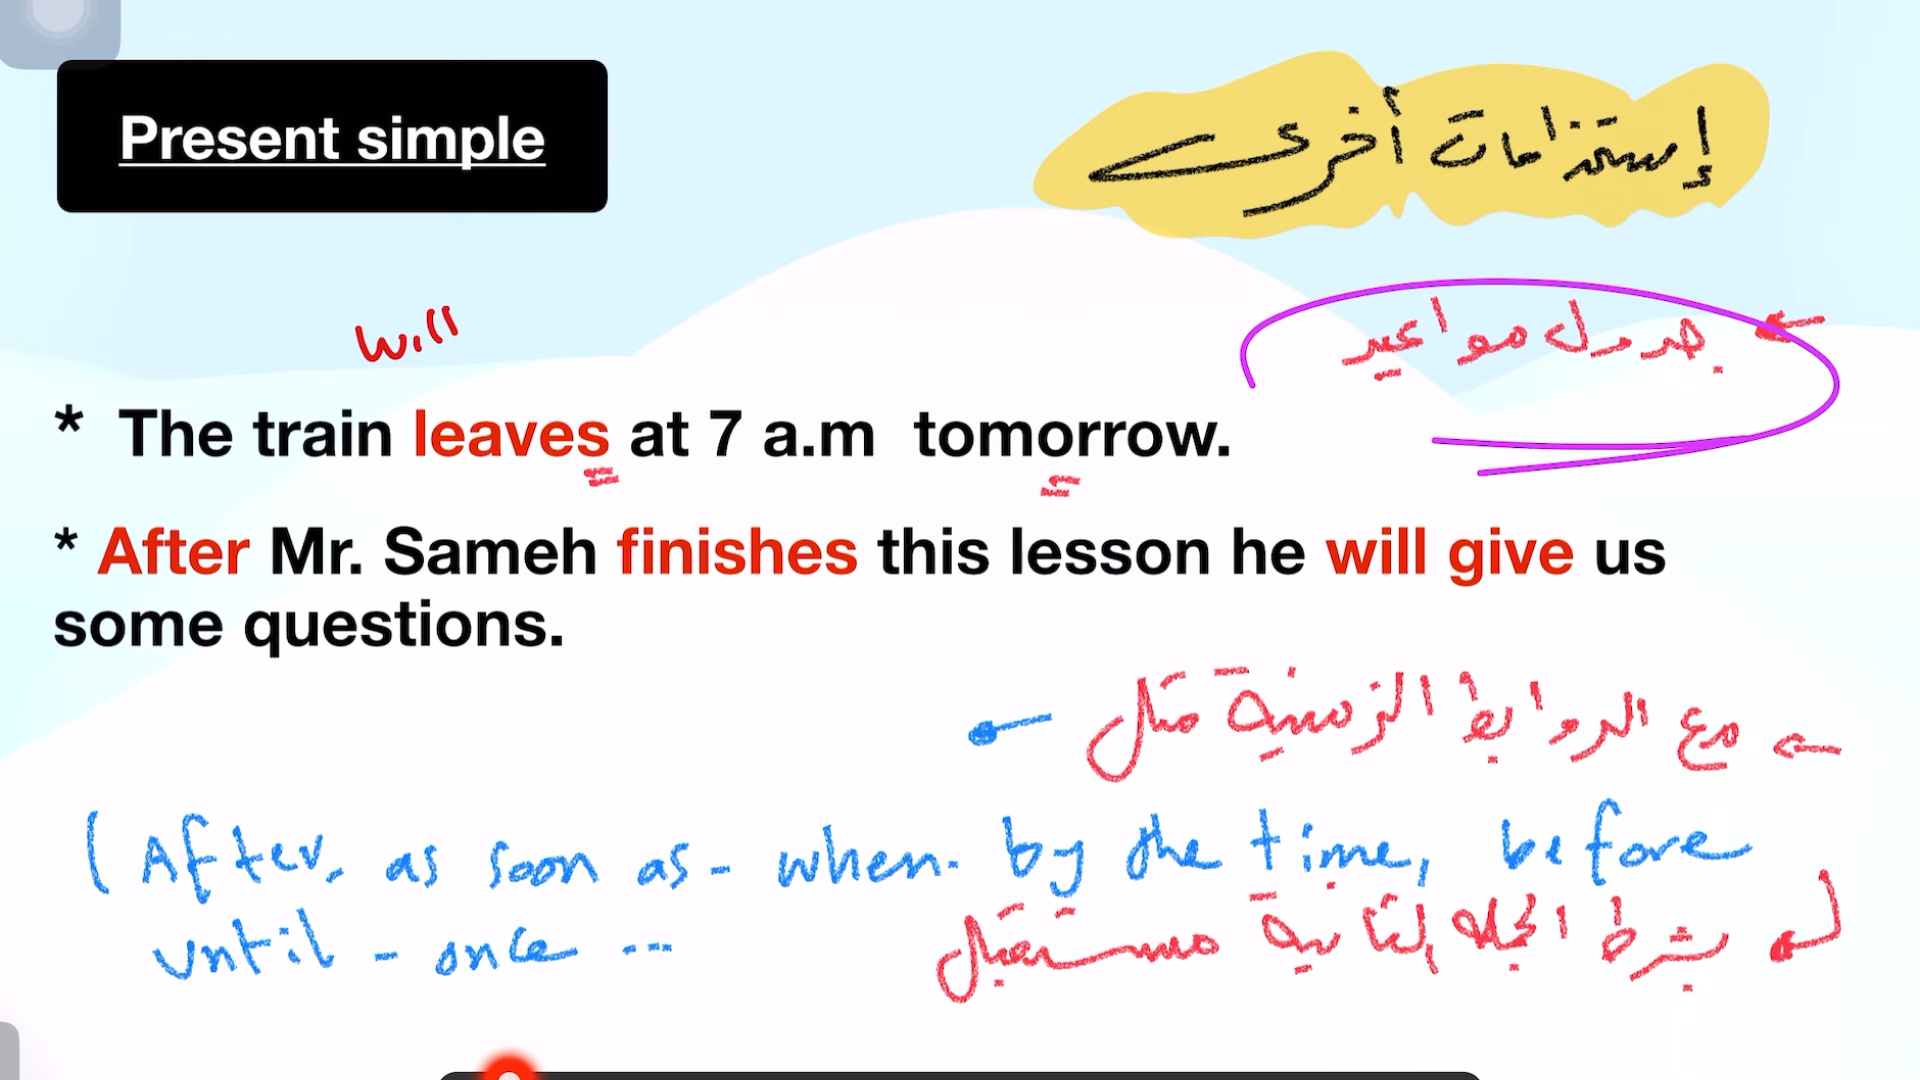 Present simple
إستخدامات أخرى
← جدول مواعيد
will
* The train leaves at 7 a.m tomorrow.
* After Mr. Sameh finishes this lesson he will give us
some questions.
← مع الروابط الزمنية مثل ←
( After, as soon as - when - by the time, before
until - once ...
بشرط الجملة الثانية مستقبل